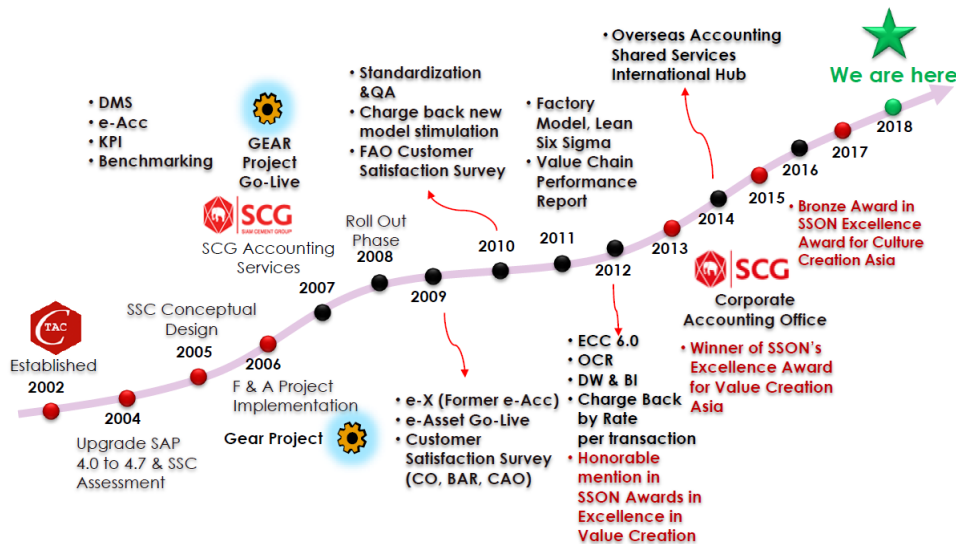 TAC
C
Established
2002
2004
Upgrade SAP
4.0 to 4.7 & SSC
Assessment
SSC Conceptual
Design
2005
2006
F & A Project
Implementation
Gear Project
• DMS
• e-Acc
• KPI
• Benchmarking
GEAR
Project
Go-Live
SCG
SIAM CEMENT GROUP
SCG Accounting
Services
2007
Roll Out
Phase
2008
2009
• e-X (Former e-Acc)
• e-Asset Go-Live
• Customer
Satisfaction Survey
(CO, BAR, CAO)
• Standardization
&QA
• Charge back new
model stimulation
• FAO Customer
Satisfaction Survey
2010
• Factory
Model, Lean
Six Sigma
• Value Chain
Performance
Report
2011
2012
• ECC 6.0
• OCR
• DW & BI
• Charge Back
by Rate
per transaction
• Honorable
mention in
SSON Awards in
Excellence in
Value Creation
2013
SCG
Corporate
Accounting Office
• Winner of SSON's
Excellence Award
for Value Creation
Asia
• Overseas Accounting
Shared Services
International Hub
2014
2015
• Bronze Award in
SSON Excellence
Award for Culture
Creation Asia
2016
2017
We are here
2018